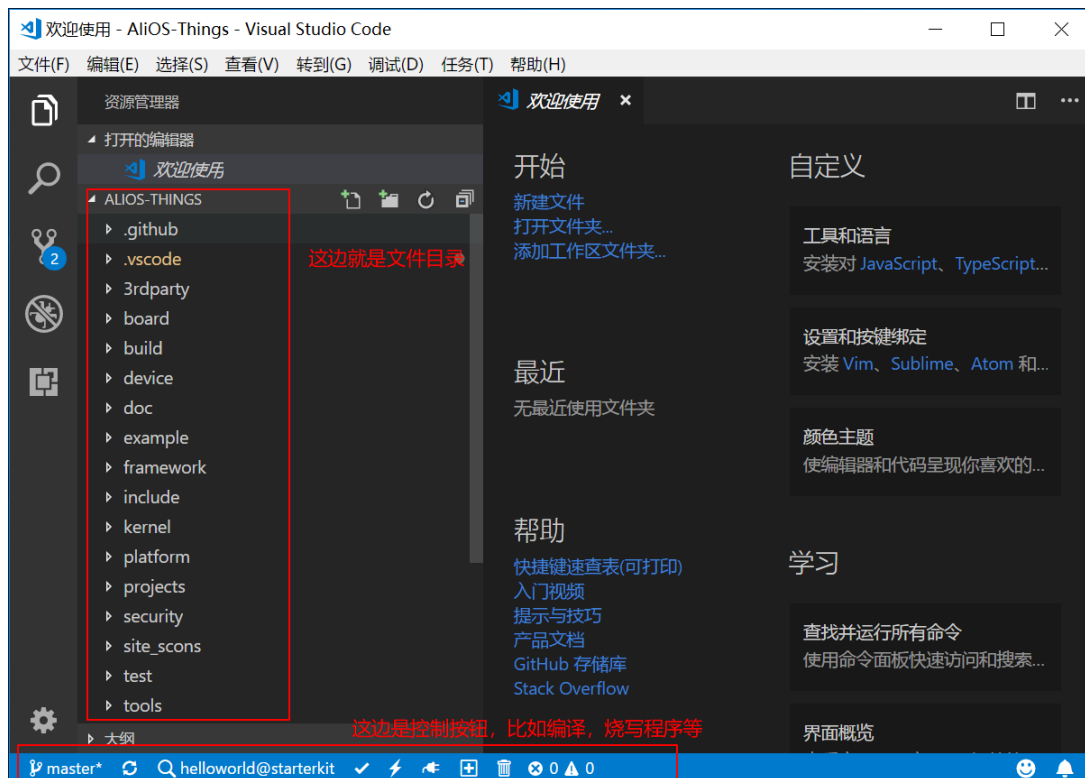 欢迎使用 - AliOS-Things - Visual Studio Code
文件(F) 编辑(E) 选择(S) 查看(V) 转到(G) 调试(D) 任务(T) 帮助(H)
资源管理器
打开的编辑器
欢迎使用
ALIOS-THINGS
.github
.vscode
这边就是文件目录
3rdparty
board
build
device
doc
example
framework
include
kernel
platform
projects
security
site_scons
test
tools
大纲
欢迎使用
开始
新建文件
打开文件夹...
添加工作区文件夹...
最近
无最近使用文件夹
帮助
快捷键速查表(可打印)
入门视频
提示与技巧
产品文档
GitHub 存储库
Stack Overflow
自定义
工具和语言
安装对 JavaScript、TypeScript...
设置和按键绑定
安装 Vim、Sublime、Atom 和...
颜色主题
使编辑器和代码呈现你喜欢的...
学习
查找并运行所有命令
使用命令面板快速访问和搜索...
界面概览
这边是控制按钮，比如编译，烧写程序等
2
master* helloworld@starterkit 0 0